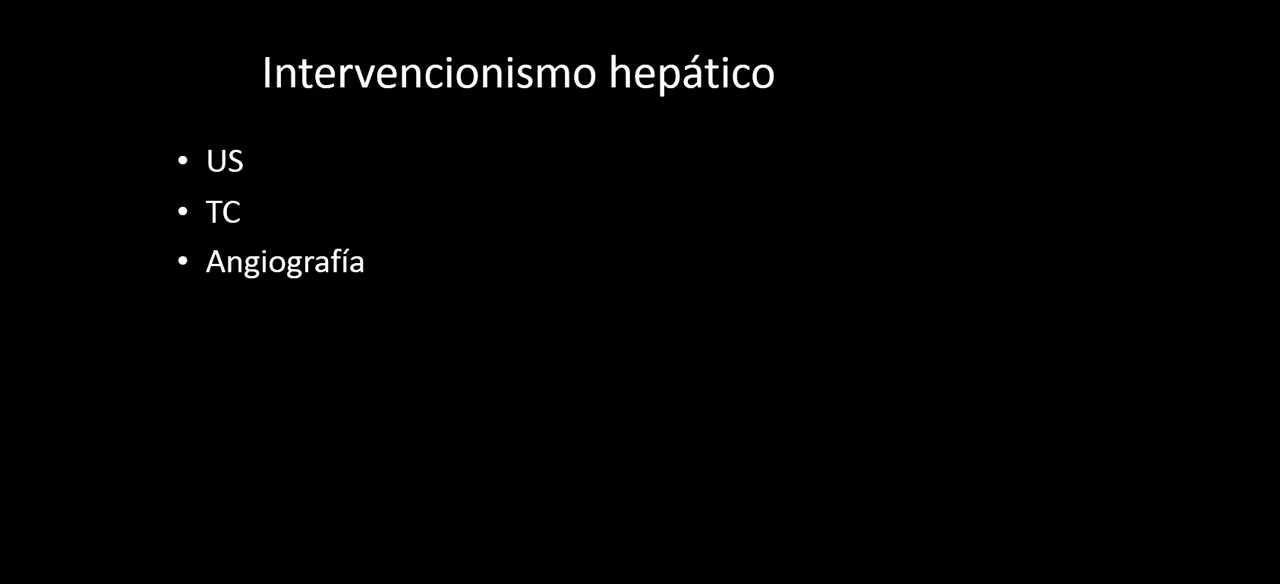 Intervencionismo hepático
• US
• TC
• Angiografía